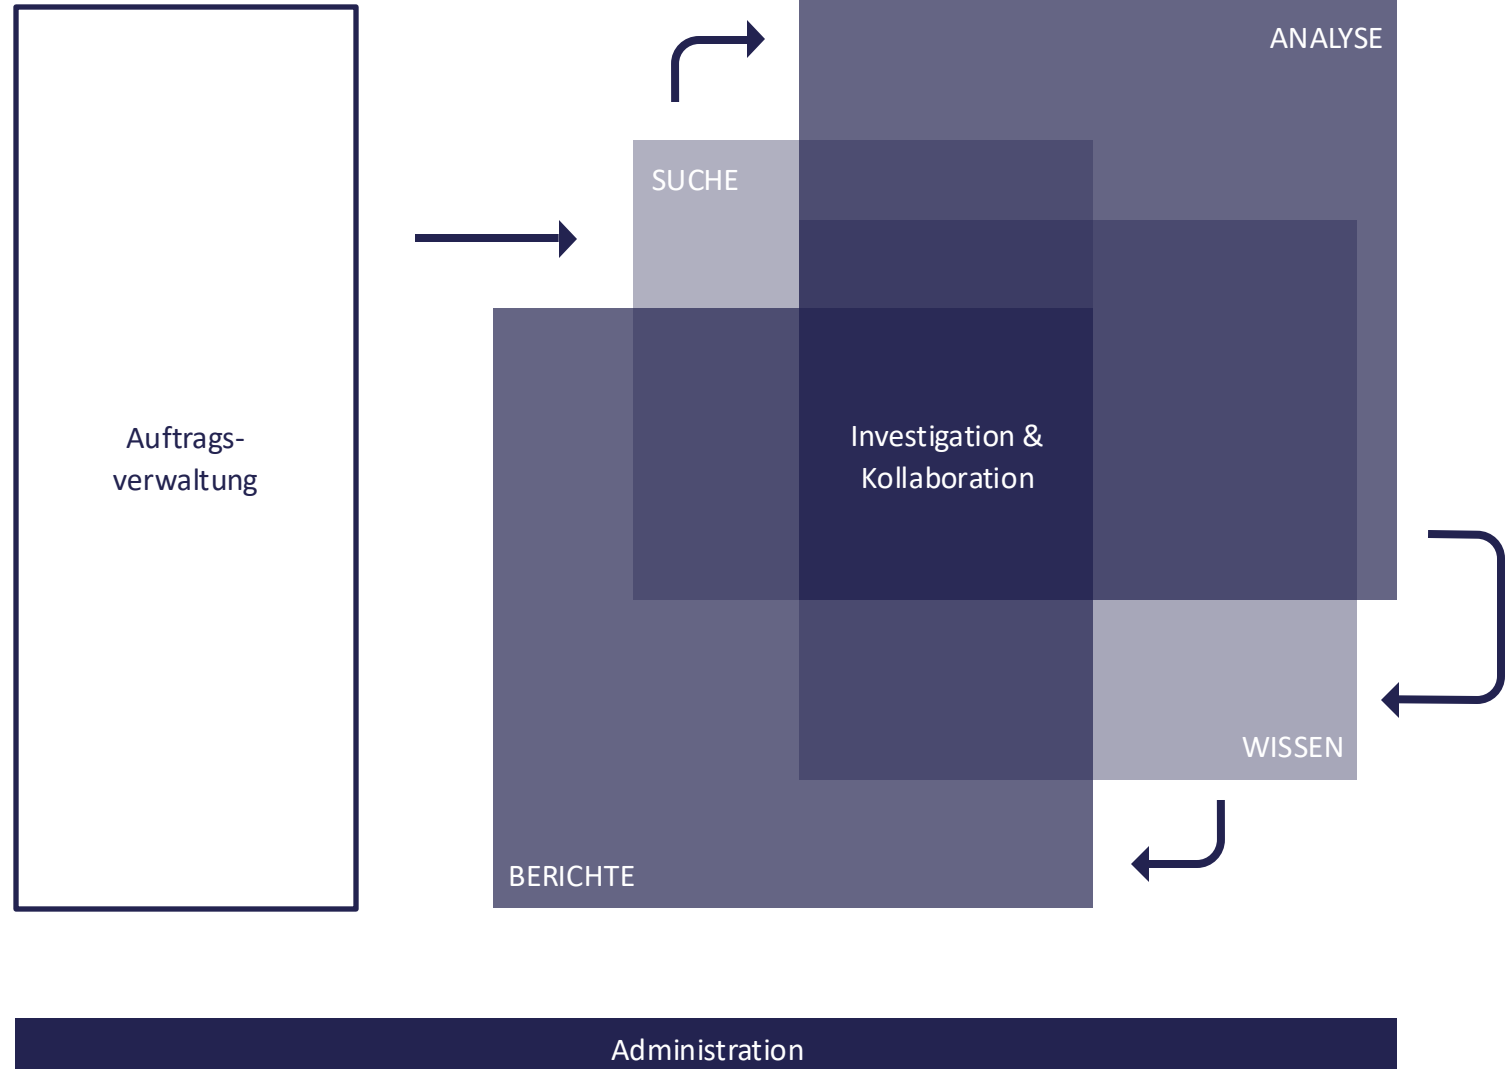 ANALYSE
SUCHE
Auftrags-
verwaltung
Investigation &
Kollaboration
WISSEN
BERICHTE
Administration